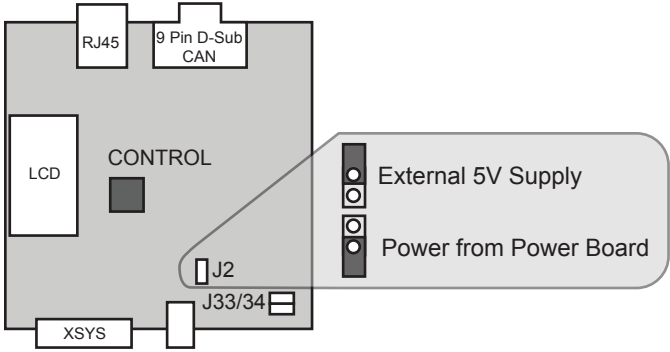 RJ45
9 Pin D-Sub
CAN
LCD
CONTROL
External 5V Supply
Power from Power Board
J2
J33/34
XSYS